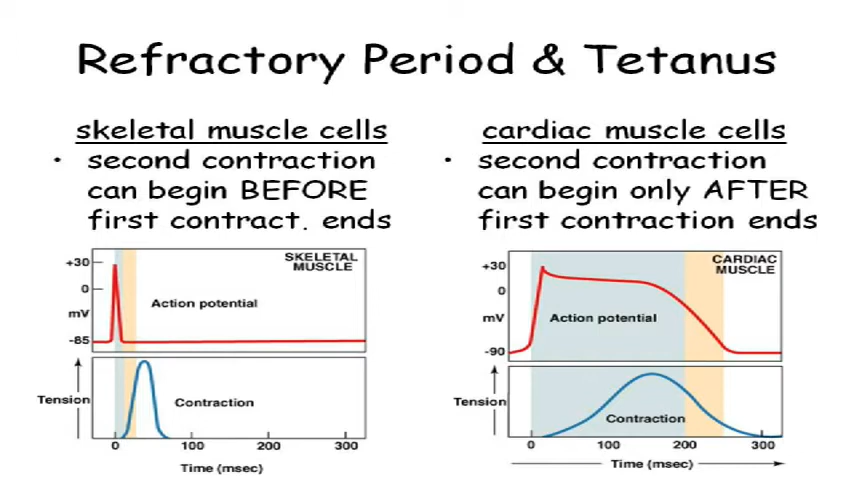 Refractory Period & Tetanus
skeletal muscle cells
• second contraction
can begin BEFORE
first contract. ends
cardiac muscle cells
• second contraction
can begin only AFTER
first contraction ends
SKELETAL
MUSCLE
+30
0
mV
-85
Action potential
Tension
Contraction
0 100 200 300
Time (msec)
CARDIAC
MUSCLE
+30
0
mV
-90
Action potential
Tension
Contraction
0 100 200 300
Time (msec)